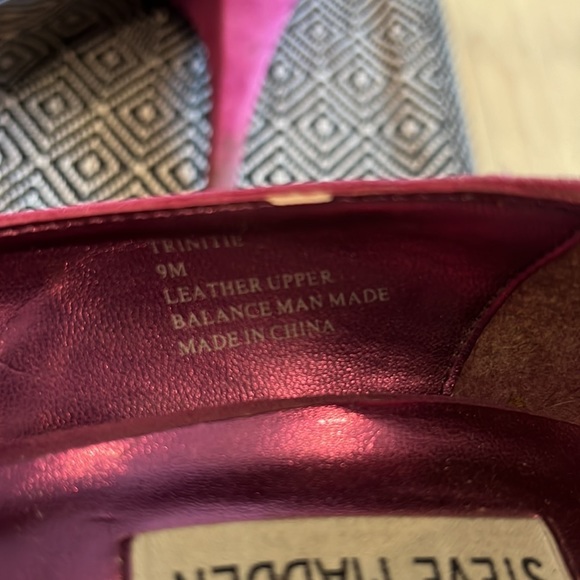 TRINITIE
9M
LEATHER UPPER
BALANCE MAN MADE
MADE IN CHINA
STEVE MADDEN